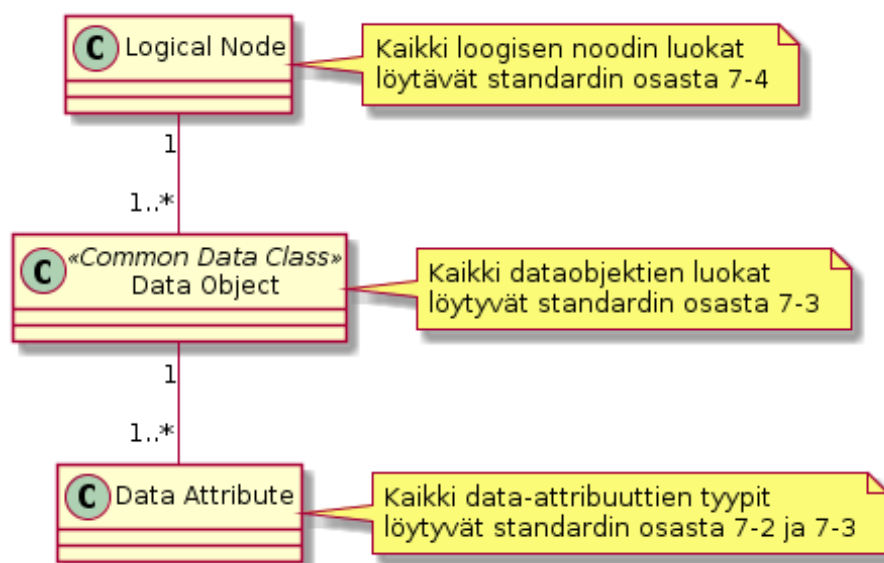 C Logical Node
Kaikki loogisen noodin luokat
löytävät standardin osasta 7-4
1
1..*
C «Common Data Class»
Data Object
Kaikki dataobjektien luokat
löytyvät standardin osasta 7-3
1
1..*
C Data Attribute
Kaikki data-attribuuttien tyypit
löytyvät standardin osasta 7-2 ja 7-3